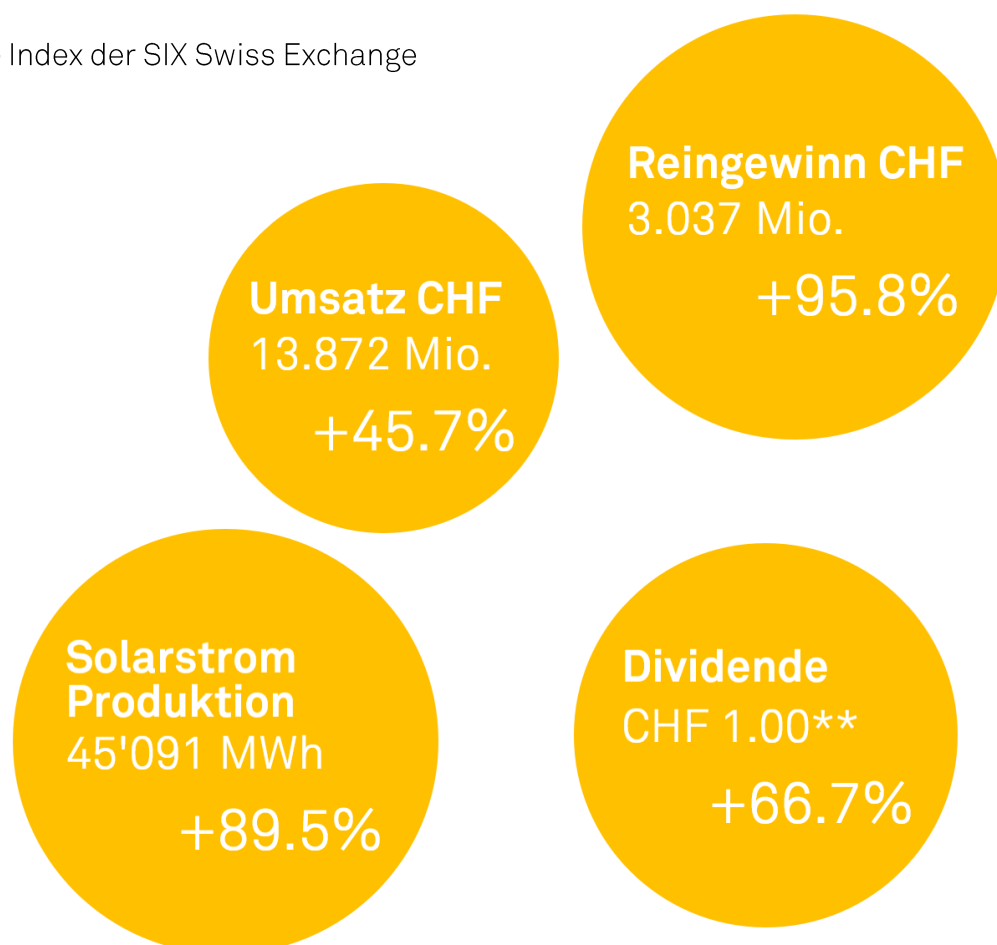 Index der SIX Swiss Exchange
Reingewinn CHF
3.037 Mio.
+95.8%
Umsatz CHF
13.872 Mio.
+45.7%
Solarstrom
Produktion
45'091 MWh
+89.5%
Dividende
CHF 1.00**
+66.7%